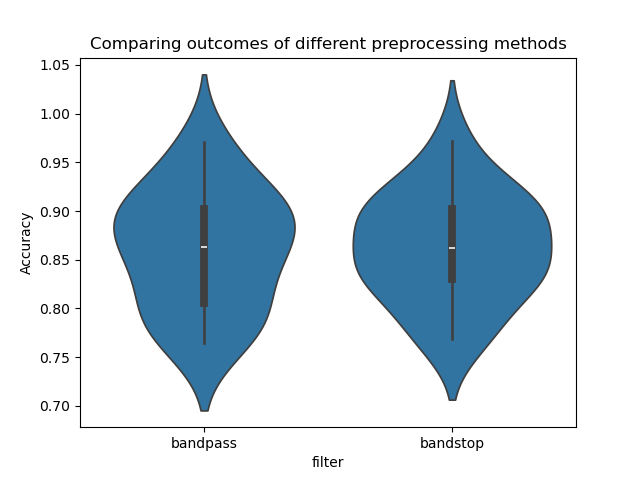 Comparing outcomes of different preprocessing methods
1.05
1.00
0.95
0.90
0.85
0.80
0.75
0.70
Accuracy
bandpass
bandstop
filter